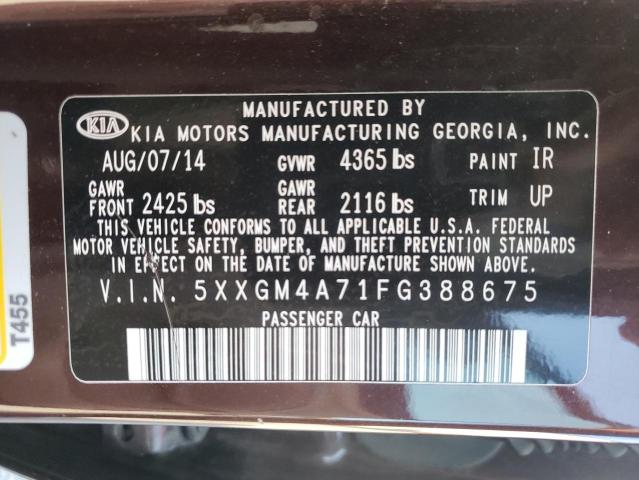 MANUFACTURED BY
KIA KIA MOTORS MANUFACTURING GEORGIA, INC.
AUG/07/14 GVWR 4365 lbs PAINT IR
GAWR FRONT 2425 lbs GAWR REAR 2116 lbs TRIM UP
THIS VEHICLE CONFORMS TO ALL APPLICABLE U.S.A. FEDERAL
MOTOR VEHICLE SAFETY, BUMPER, AND THEFT PREVENTION STANDARDS
IN EFFECT ON THE DATE OF MANUFACTURE SHOWN ABOVE.
V.I.N. 5XXGM4A71FG388675
PASSENGER CAR
T455